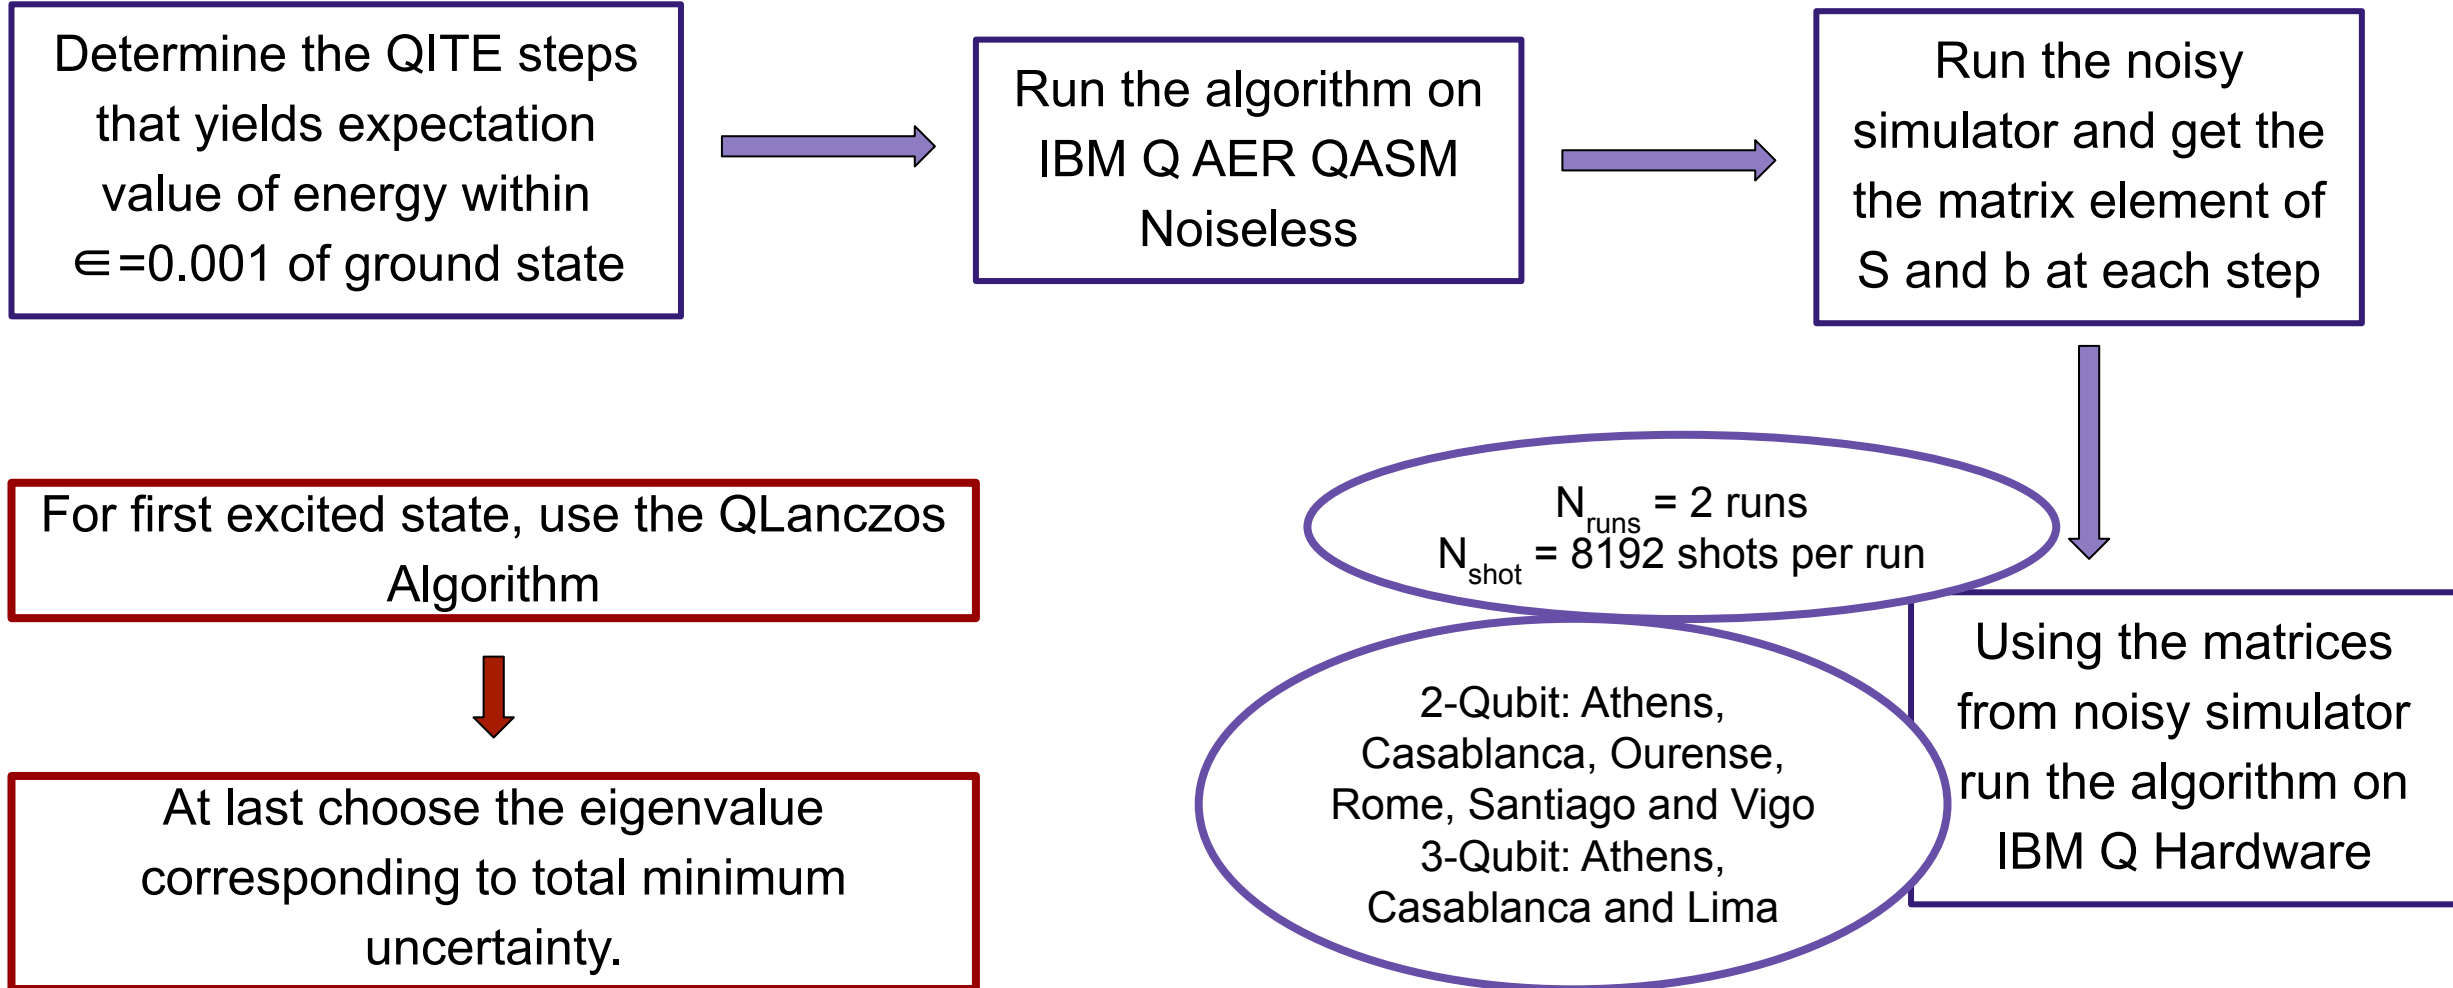 Determine the QITE steps
that yields expectation
value of energy within
∈=0.001 of ground state
Run the algorithm on
IBM Q AER QASM
Noiseless
Run the noisy
simulator and get the
the matrix element of
S and b at each step
For first excited state, use the QLanczos
Algorithm
At last choose the eigenvalue
corresponding to total minimum
uncertainty.
N_runs = 2 runs
N_shot = 8192 shots per run
2-Qubit: Athens,
Casablanca, Ourense,
Rome, Santiago and Vigo
3-Qubit: Athens,
Casablanca and Lima
Using the matrices
from noisy simulator
run the algorithm on
IBM Q Hardware